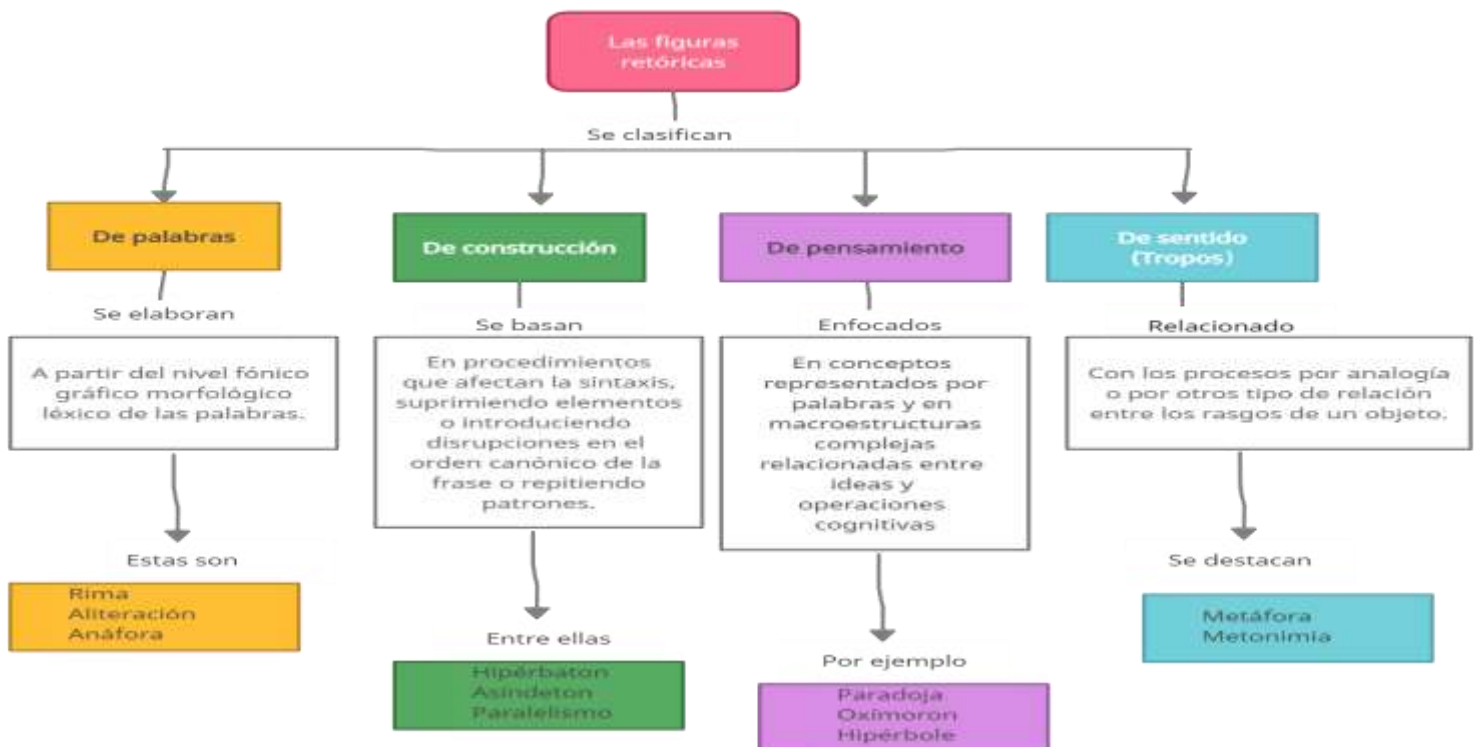 Las figuras
retóricas
Se clasifican
De palabras
Se elaboran
A partir del nivel fónico
gráfico morfológico
léxico de las palabras.
Estas son
Rima
Aliteración
Anáfora
De construcción
Se basan
En procedimientos
que afectan la sintaxis,
suprimiendo elementos
o introduciendo
disrupciones en el
orden canónico de la
frase o repitiendo
patrones.
Entre ellas
Hipérbaton
Asíndeton
Paralelismo
De pensamiento
Enfocados
En conceptos
representados por
palabras y en
macroestructuras
complejas
relacionadas entre
ideas y
operaciones
cognitivas
Por ejemplo
Paradoja
Oxímoron
Hipérbole
De sentido
(Tropos)
Relacionado
Con los procesos por analogía
o por otros tipo de relación
entre los rasgos de un objeto.
Se destacan
Metáfora
Metonimia